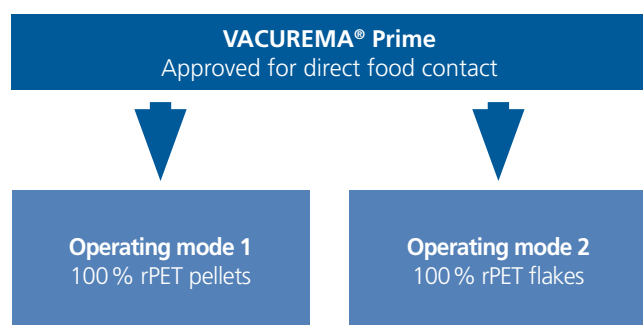 VACUREMA® Prime
Approved for direct food contact
Operating mode 1
100 % rPET pellets
Operating mode 2
100 % rPET flakes